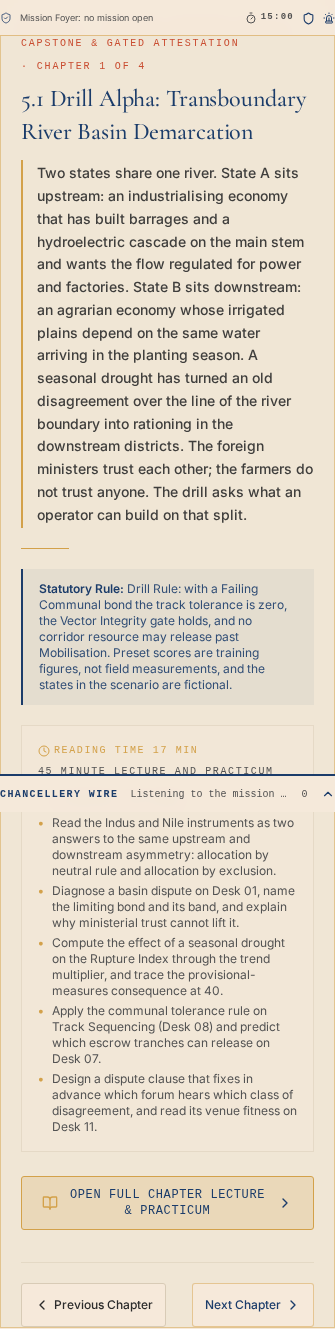 Mission Foyer: no mission open
15:00
CAPSTONE & GATED ATTESTATION
· CHAPTER 1 OF 4
5.1 Drill Alpha: Transboundary
River Basin Demarcation
Two states share one river. State A sits
upstream: an industrialising economy
that has built barrages and a
hydroelectric cascade on the main stem
and wants the flow regulated for power
and factories. State B sits downstream:
an agrarian economy whose irrigated
plains depend on the same water
arriving in the planting season. A
seasonal drought has turned an old
disagreement over the line of the river
boundary into rationing in the
downstream districts. The foreign
ministers trust each other; the farmers do
not trust anyone. The drill asks what an
operator can build on that split.
Statutory Rule: Drill Rule: with a Failing
Communal bond the track tolerance is zero,
the Vector Integrity gate holds, and no
corridor resource may release past
Mobilisation. Preset scores are training
figures, not field measurements, and the
states in the scenario are fictional.
READING TIME 17 MIN
45 MINUTE LECTURE AND PRACTICUM
CHANCELLERY WIRE Listening to the mission … 0
Read the Indus and Nile instruments as two
answers to the same upstream and
downstream asymmetry: allocation by
neutral rule and allocation by exclusion.
Diagnose a basin dispute on Desk 01, name
the limiting bond and its band, and explain
why ministerial trust cannot lift it.
Compute the effect of a seasonal drought
on the Rupture Index through the trend
multiplier, and trace the provisional-
measures consequence at 40.
Apply the communal tolerance rule on
Track Sequencing (Desk 08) and predict
which escrow tranches can release on
Desk 07.
Design a dispute clause that fixes in
advance which forum hears which class of
disagreement, and read its venue fitness on
Desk 11.
OPEN FULL CHAPTER LECTURE
& PRACTICUM
Previous Chapter
Next Chapter